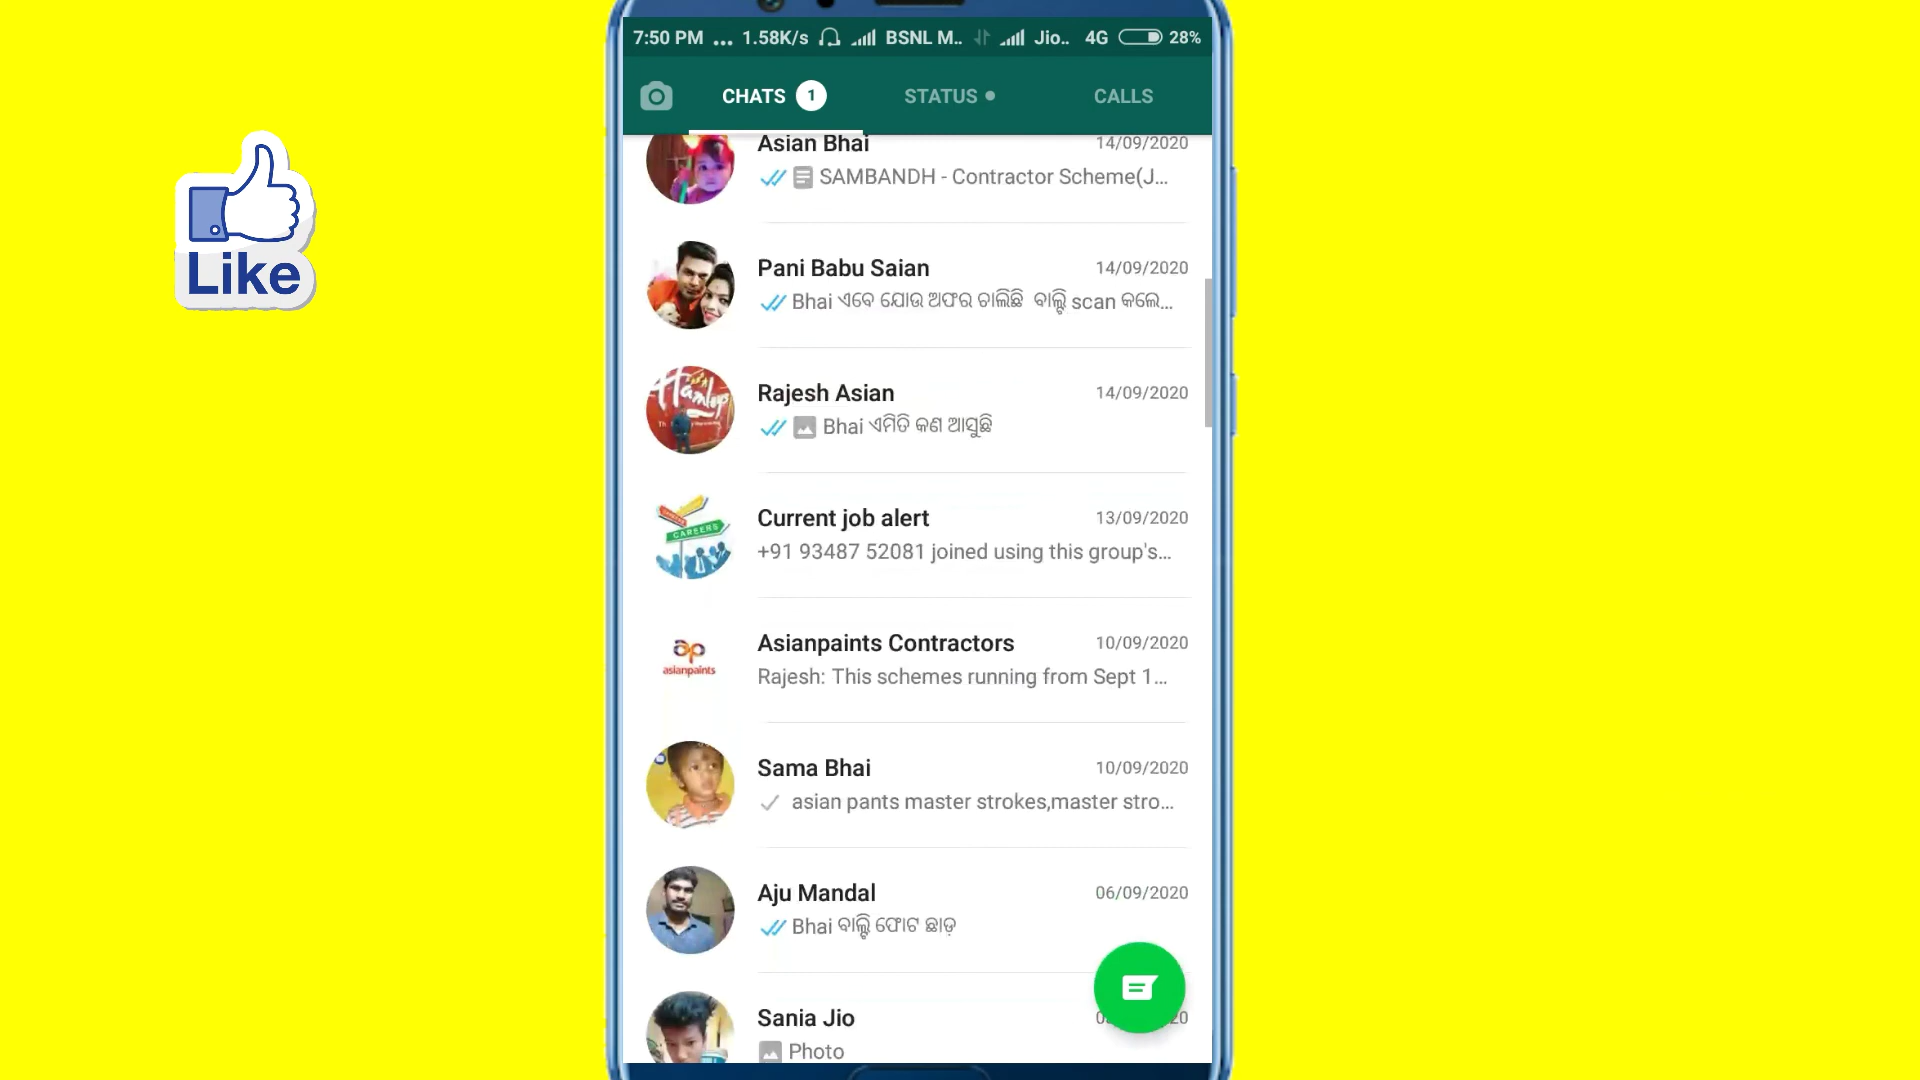 7:50 PM ... 1.58K/s BSNL M.. Jio.. 4G 28%
CHATS 1 STATUS CALLS
Asian Bhai 14/09/2020
SAMBANDH - Contractor Scheme(J...
Like
Pani Babu Saian 14/09/2020
Bhai ଏବେ ଯୋଉ ଅଫର ଚାଲିଛି ବାଲ୍ଟି scan କଲେ...
Rajesh Asian 14/09/2020
Bhai ଏମିତି କଣ ଆସୁଛି
Hamleys
Current job alert 13/09/2020
+91 93487 52081 joined using this group's...
CAREERS
Asianpaints Contractors 10/09/2020
ap
asianpaints
Rajesh: This schemes running from Sept 1...
Sama Bhai 10/09/2020
asian pants master strokes,master stro...
Aju Mandal 06/09/2020
Bhai ବାଲ୍ଟି ଫୋଟ ଛାଡ଼
Sania Jio
Photo